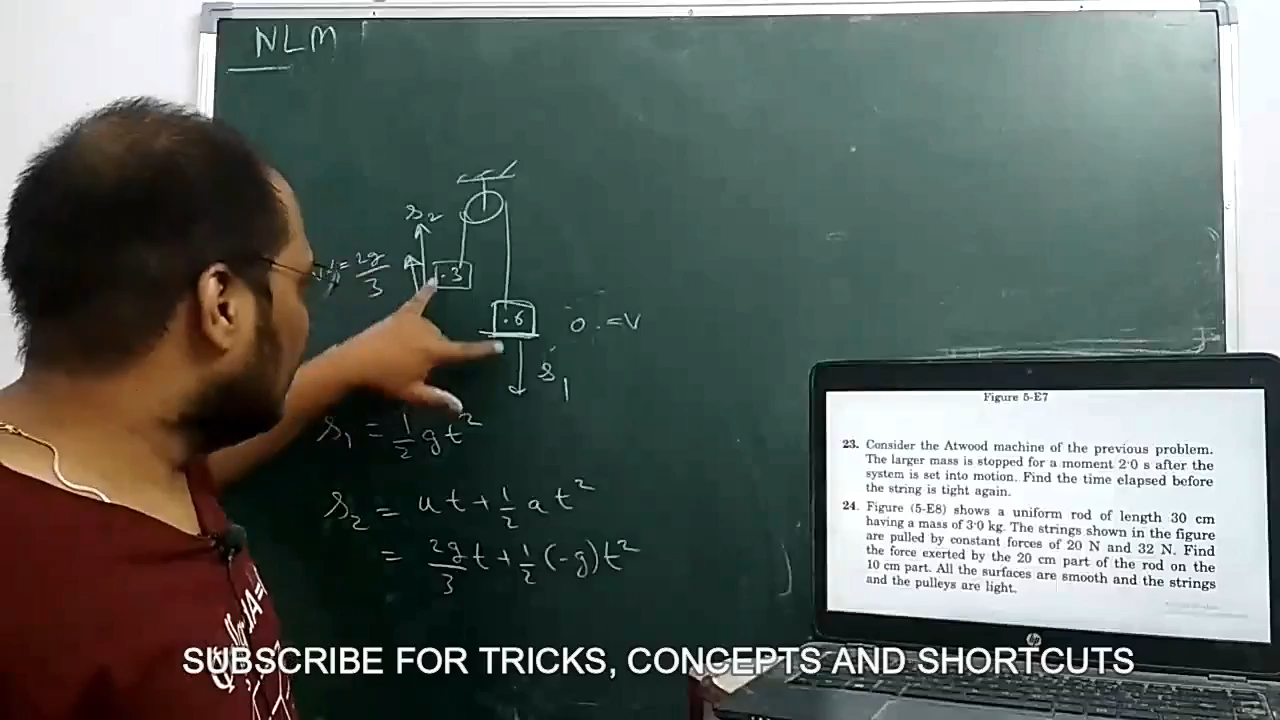 NLM
s₂
= 2g/3
.3
.6
0 = v
s₁
s₁ = 1/2 gt²
s₂ = ut + 1/2 at²
= 2g/3 t + 1/2 (-g)t²
Figure 5-E7
23. Consider the Atwood machine of the previous problem.
The larger mass is stopped for a moment 2·0 s after the
system is set into motion. Find the time elapsed before
the string is tight again.
24. Figure (5-E8) shows a uniform rod of length 30 cm
having a mass of 3·0 kg. The strings shown in the figure
are pulled by constant forces of 20 N and 32 N. Find
the force exerted by the 20 cm part of the rod on the
10 cm part. All the surfaces are smooth and the strings
and the pulleys are light.
hp
SUBSCRIBE FOR TRICKS, CONCEPTS AND SHORTCUTS